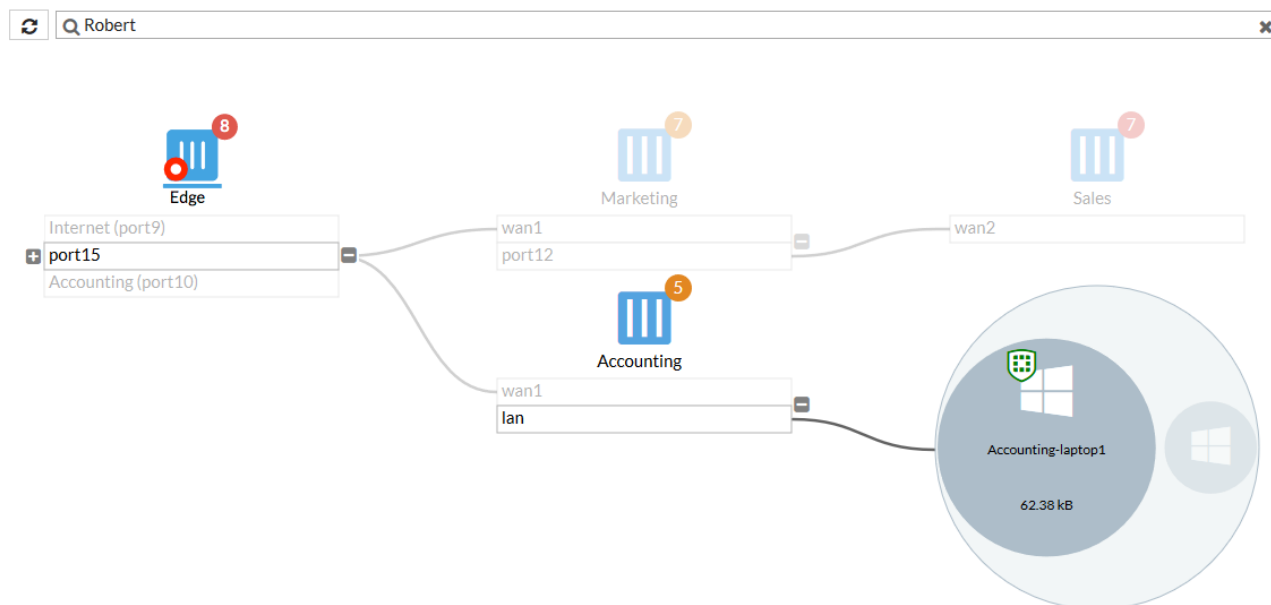 Robert
8
7
7
Edge
Marketing
Sales
Internet (port9)
port15
Accounting (port10)
wan1
port12
wan2
5
Accounting
wan1
lan
Accounting-laptop1
62.38 kB